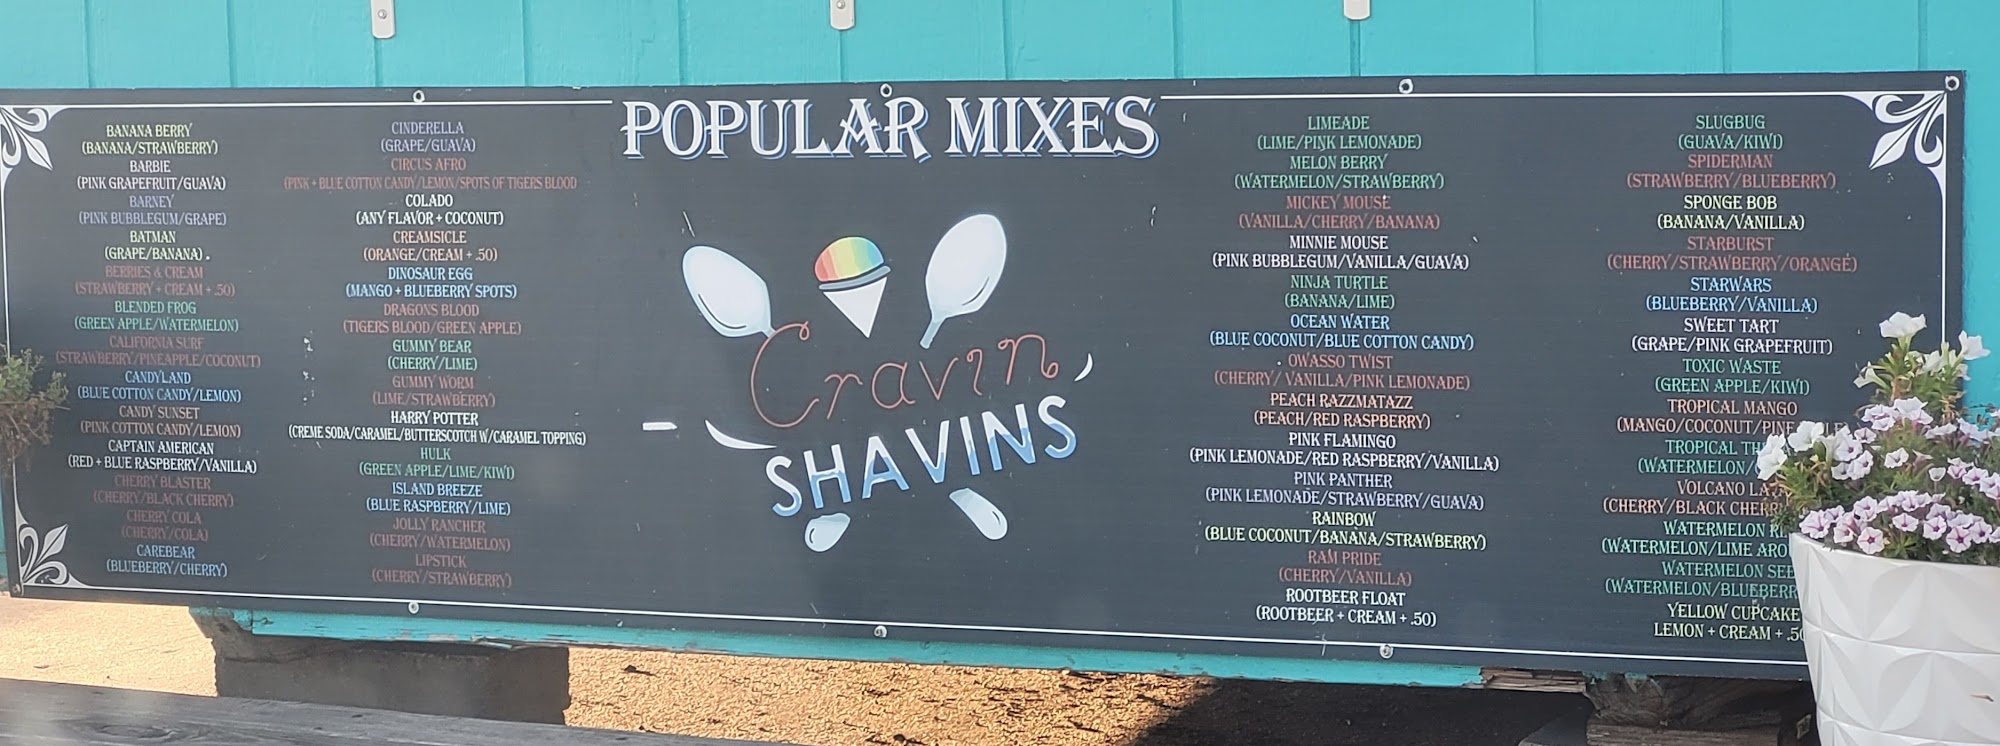 POPULAR MIXES
BANANA BERRY
(BANANA/STRAWBERRY)
BARBIE
(PINK GRAPEFRUIT/GUAVA)
BARNEY
(PINK BUBBLEGUM/GRAPE)
BATMAN
(GRAPE/BANANA)
BERRIES & CREAM
(STRAWBERRY + CREAM + .50)
BLENDED FROG
(GREEN APPLE/WATERMELON)
CALIFORNIA SURF
(STRAWBERRY/PINEAPPLE/COCONUT)
CANDYLAND
(BLUE COTTON CANDY/LEMON)
CANDY SUNSET
(PINK COTTON CANDY/LEMON)
CAPTAIN AMERICAN
(RED + BLUE RASPBERRY/VANILLA)
CHERRY BLASTER
(CHERRY/BLACK CHERRY)
CHERRY COLA
(CHERRY/COLA)
CAREBEAR
(BLUEBERRY/CHERRY)
CINDERELLA
(GRAPE/GUAVA)
CIRCUS AFRO
(PINK + BLUE COTTON CANDY/LEMON/SPOTS OF TIGERS BLOOD
COLADO
(ANY FLAVOR + COCONUT)
CREAMSICLE
(ORANGE/CREAM + .50)
DINOSAUR EGG
(MANGO + BLUEBERRY SPOTS)
DRAGONS BLOOD
(TIGERS BLOOD/GREEN APPLE)
GUMMY BEAR
(CHERRY/LIME)
GUMMY WORM
(LIME/STRAWBERRY)
HARRY POTTER
(CREME SODA/CARAMEL/BUTTERSCOTCH W/CARAMEL TOPPING)
HULK
(GREEN APPLE/LIME/KIWI)
ISLAND BREEZE
(BLUE RASPBERRY/LIME)
JOLLY RANCHER
(CHERRY/WATERMELON)
LIPSTICK
(CHERRY/STRAWBERRY)
Cravin
SHAVINS
LIMEADE
(LIME/PINK LEMONADE)
MELON BERRY
(WATERMELON/STRAWBERRY)
MICKEY MOUSE
(VANILLA/CHERRY/BANANA)
MINNIE MOUSE
(PINK BUBBLEGUM/VANILLA/GUAVA)
NINJA TURTLE
(BANANA/LIME)
OCEAN WATER
(BLUE COCONUT/BLUE COTTON CANDY)
OWASSO TWIST
(CHERRY/ VANILLA/PINK LEMONADE)
PEACH RAZZMATAZZ
(PEACH/RED RASPBERRY)
PINK FLAMINGO
(PINK LEMONADE/RED RASPBERRY/VANILLA)
PINK PANTHER
(PINK LEMONADE/STRAWBERRY/GUAVA)
RAINBOW
(BLUE COCONUT/BANANA/STRAWBERRY)
RAM PRIDE
(CHERRY/VANILLA)
ROOTBEER FLOAT
(ROOTBEER + CREAM + .50)
SLUGBUG
(GUAVA/KIWI)
SPIDERMAN
(STRAWBERRY/BLUEBERRY)
SPONGE BOB
(BANANA/VANILLA)
STARBURST
(CHERRY/STRAWBERRY/ORANGE)
STARWARS
(BLUEBERRY/VANILLA)
SWEET TART
(GRAPE/PINK GRAPEFRUIT)
TOXIC WASTE
(GREEN APPLE/KIWI)
TROPICAL MANGO
(MANGO/COCONUT/
TROPICAL
(WATERMELON/
VOLCANO
(CHERRY/BLACK
WATERMELON
(WATERMELON/LIME
WATERMELON
(WATERMELON/
YELLOW CUPCAKE
LEMON + CREAM + .50